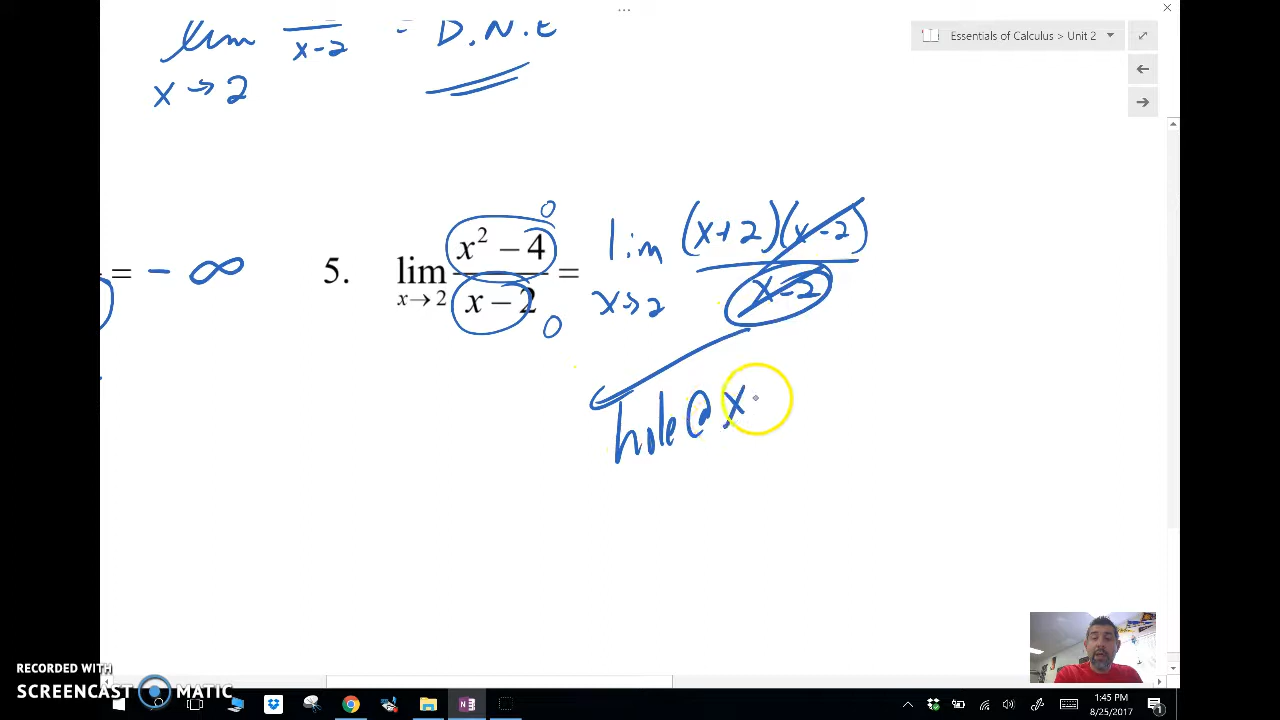 lim x-2 = D.N.E
x → 2
Essentials of Calculus > Unit 2
= - ∞
5. lim x→2 (x² − 4)/(x − 2) = lim x→2 (x+2)(x-2)/(x-2)
0
0
hole @ x
RECORDED WITH
SCREENCAST MATIC
1:45 PM
8/25/2017
1